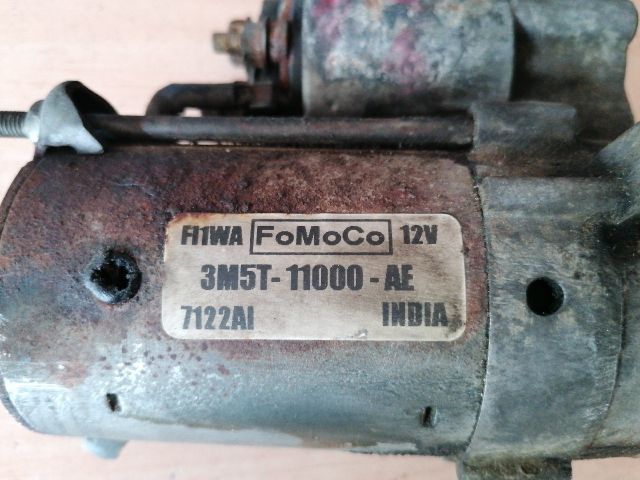 FI1WA FoMoCo 12V
3M5T-11000-AE
7122AI INDIA